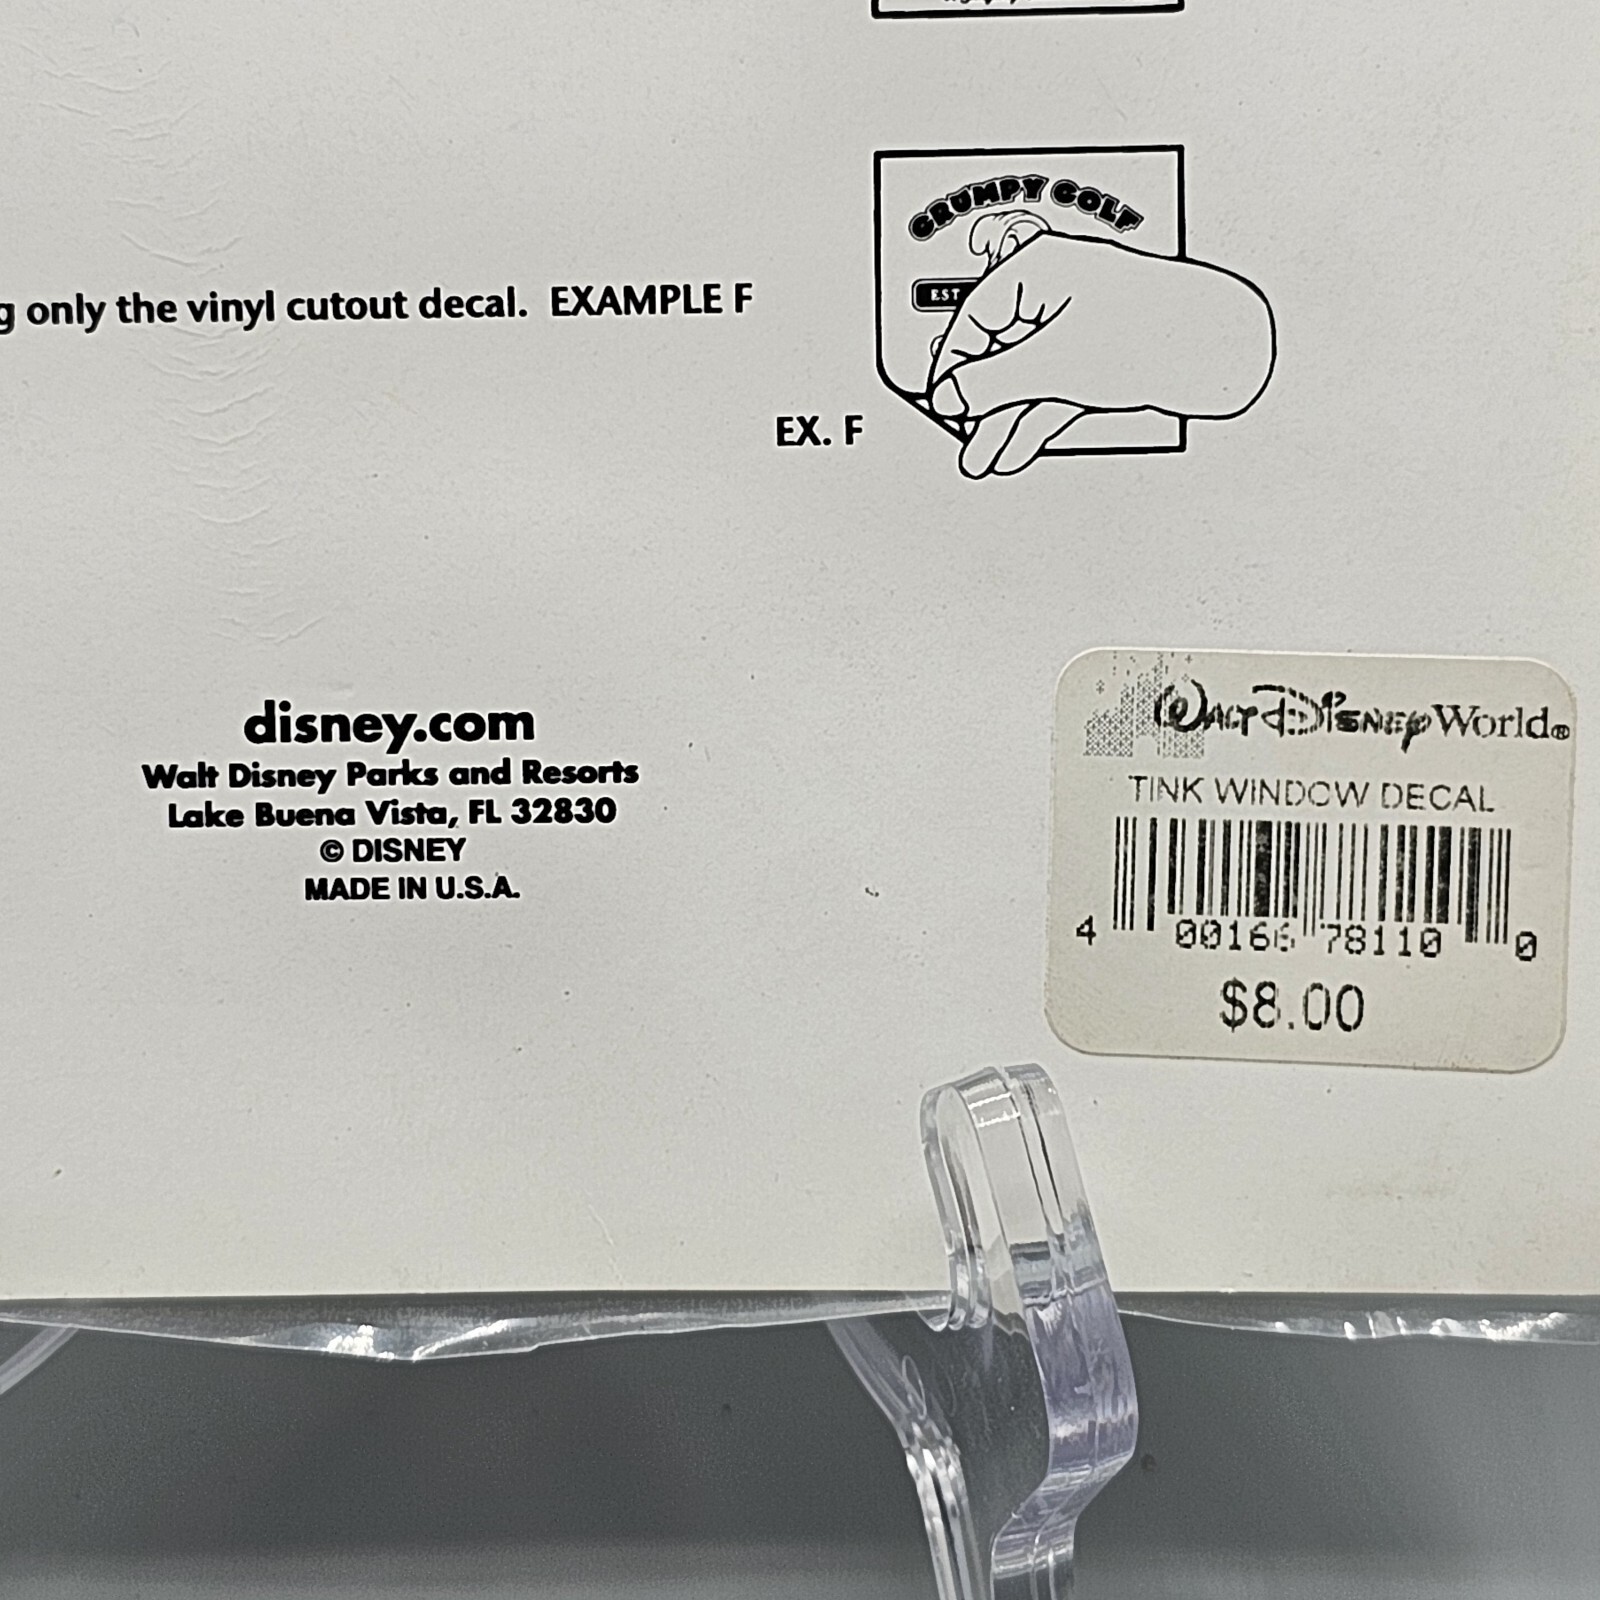 GRUMPY GOLF
EST
g only the vinyl cutout decal. EXAMPLE F
EX. F
disney.com
Walt Disney Parks and Resorts
Lake Buena Vista, FL 32830
© DISNEY
MADE IN U.S.A.
Walt Disney World®
TINK WINDOW DECAL
4 00166 78110 0
$8.00